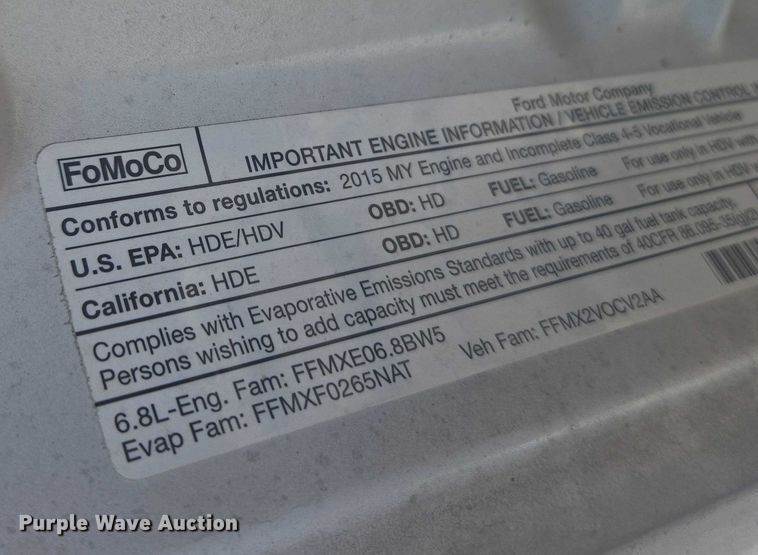 Ford Motor Company
FoMoCo
IMPORTANT ENGINE INFORMATION / VEHICLE EMISSION CONTROL
Conforms to regulations: 2015 MY Engine and Incomplete Class 4-5 Vocational Vehicle
U.S. EPA: HDE/HDV OBD: HD FUEL: Gasoline For use only in HDV with
California: HDE OBD: HD FUEL: Gasoline For use only in HDV
Complies with Evaporative Emissions Standards with up to 40 gal fuel tank capacity.
Persons wishing to add capacity must meet the requirements of 40CFR
6.8L-Eng. Fam: FFMXE06.8BW5 Veh Fam: FFMX2VOCV2AA
Evap Fam: FFMXF0265NAT
Purple Wave Auction